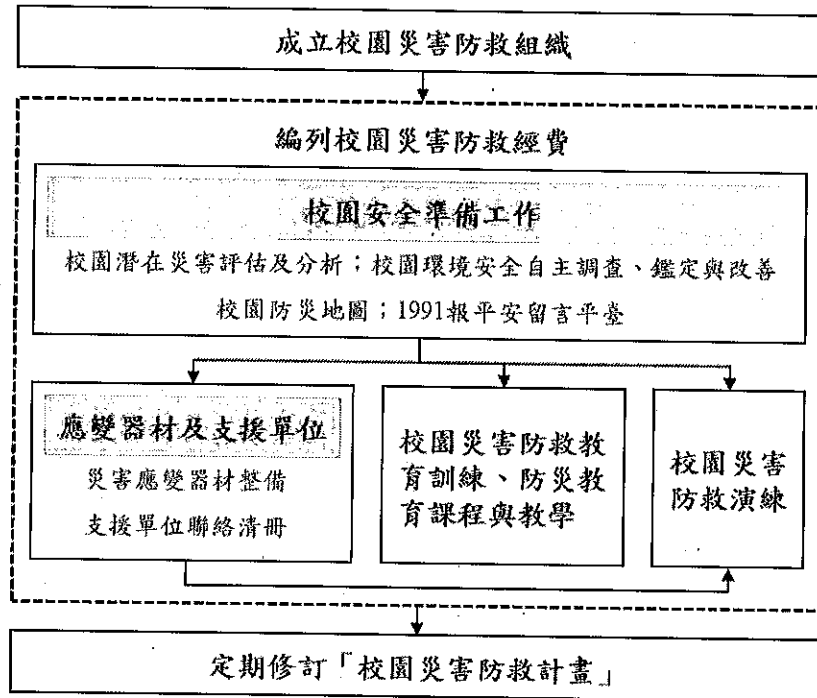 成立校園災害防救組織
編列校園災害防救經費
校園安全準備工作
校園潛在災害評估及分析；校園環境安全自主調查、鑑定與改善
校園防災地圖；1991報平安留言平臺
應變器材及支援單位
災害應變器材整備
支援單位聯絡清冊
校園災害防救教
育訓練、防災教
育課程與教學
校園災害
防救演練
定期修訂「校園災害防救計畫」